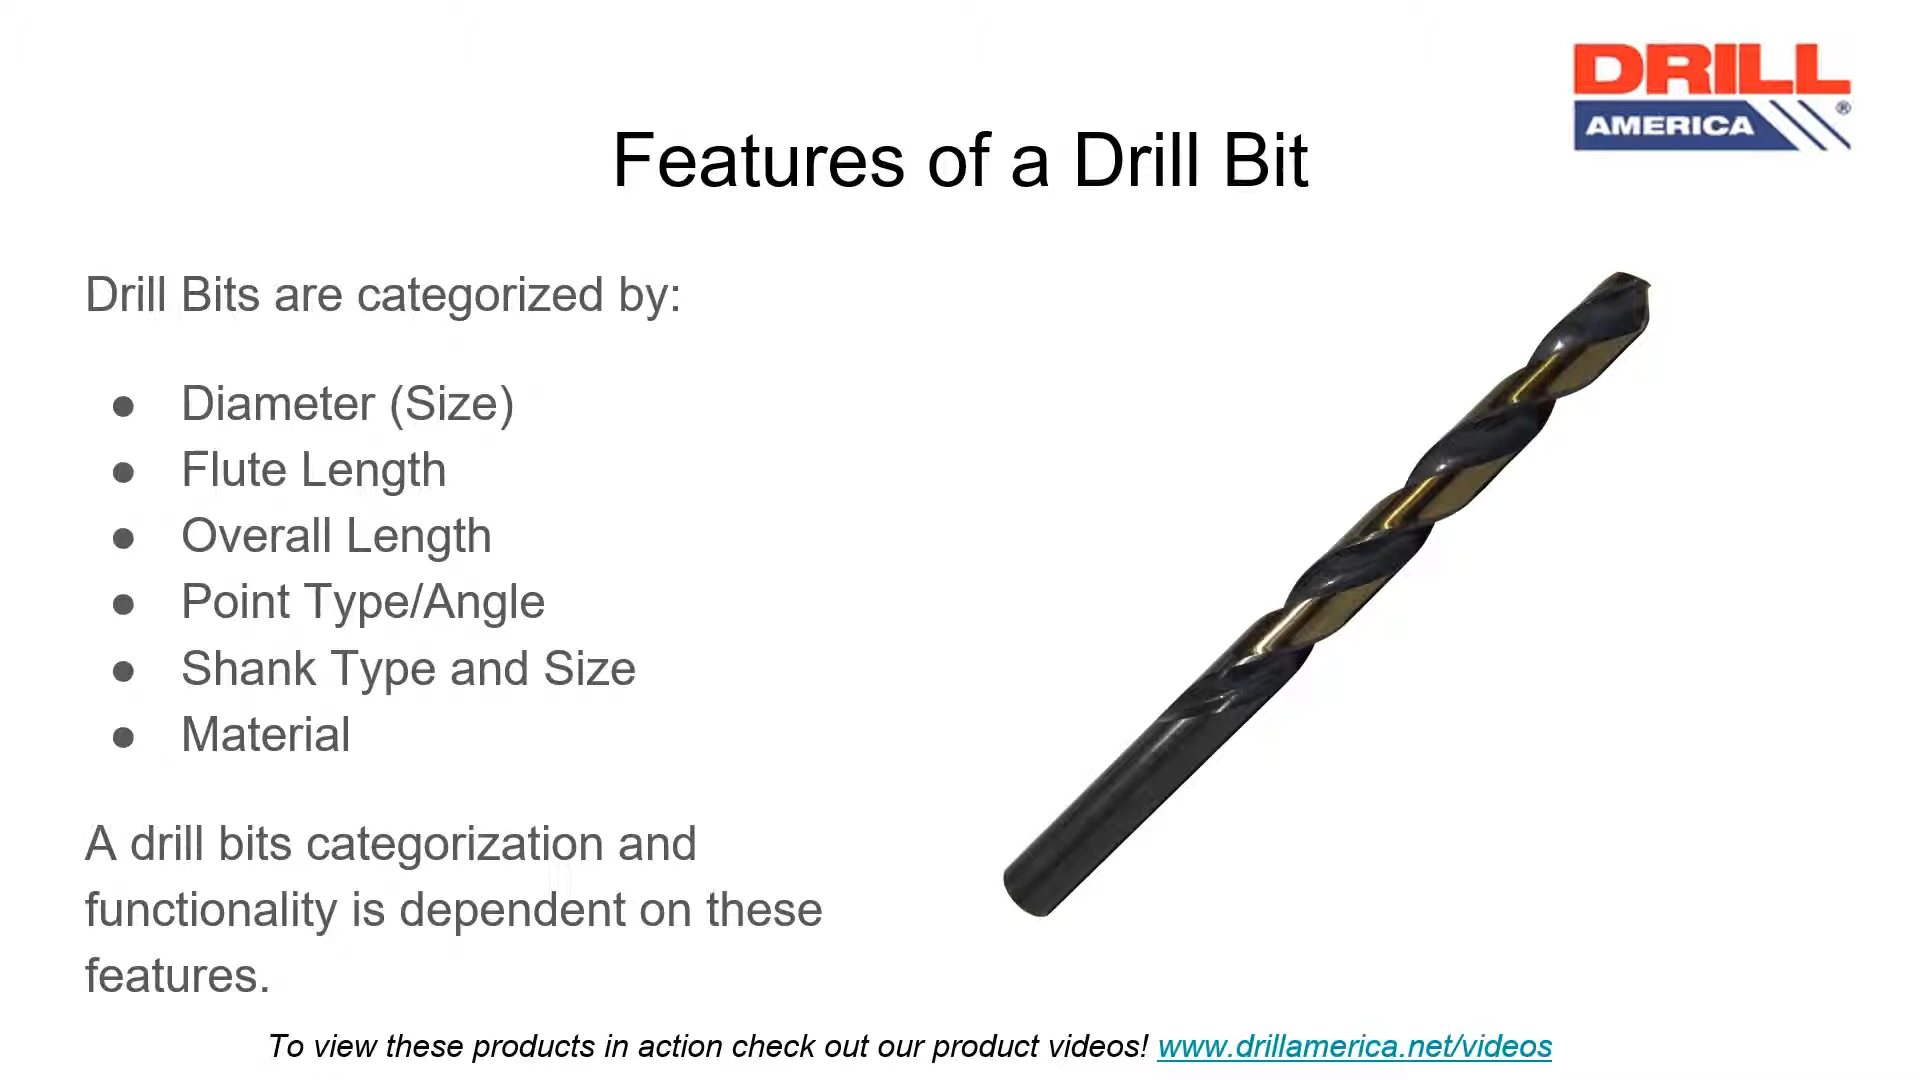 DRILL
AMERICA®
Features of a Drill Bit
Drill Bits are categorized by:
● Diameter (Size)
● Flute Length
● Overall Length
● Point Type/Angle
● Shank Type and Size
● Material
A drill bits categorization and
functionality is dependent on these
features.
To view these products in action check out our product videos! www.drillamerica.net/videos